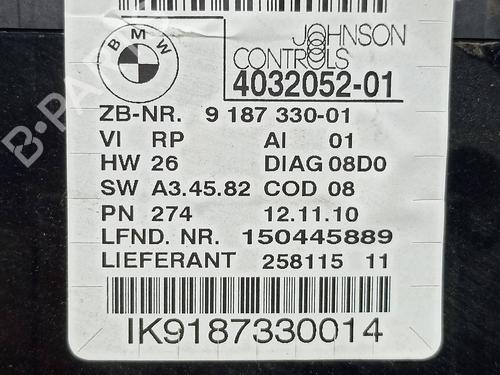 BMW
JOHNSON
CONTROLS
4032052-01
ZB-NR. 9 187 330-01
VI RP AI 01
HW 26 DIAG 08D0
SW A3.45.82 COD 08
PN 274 12.11.10
LFND. NR. 150445889
LIEFERANT 258115 11
IK9187330014